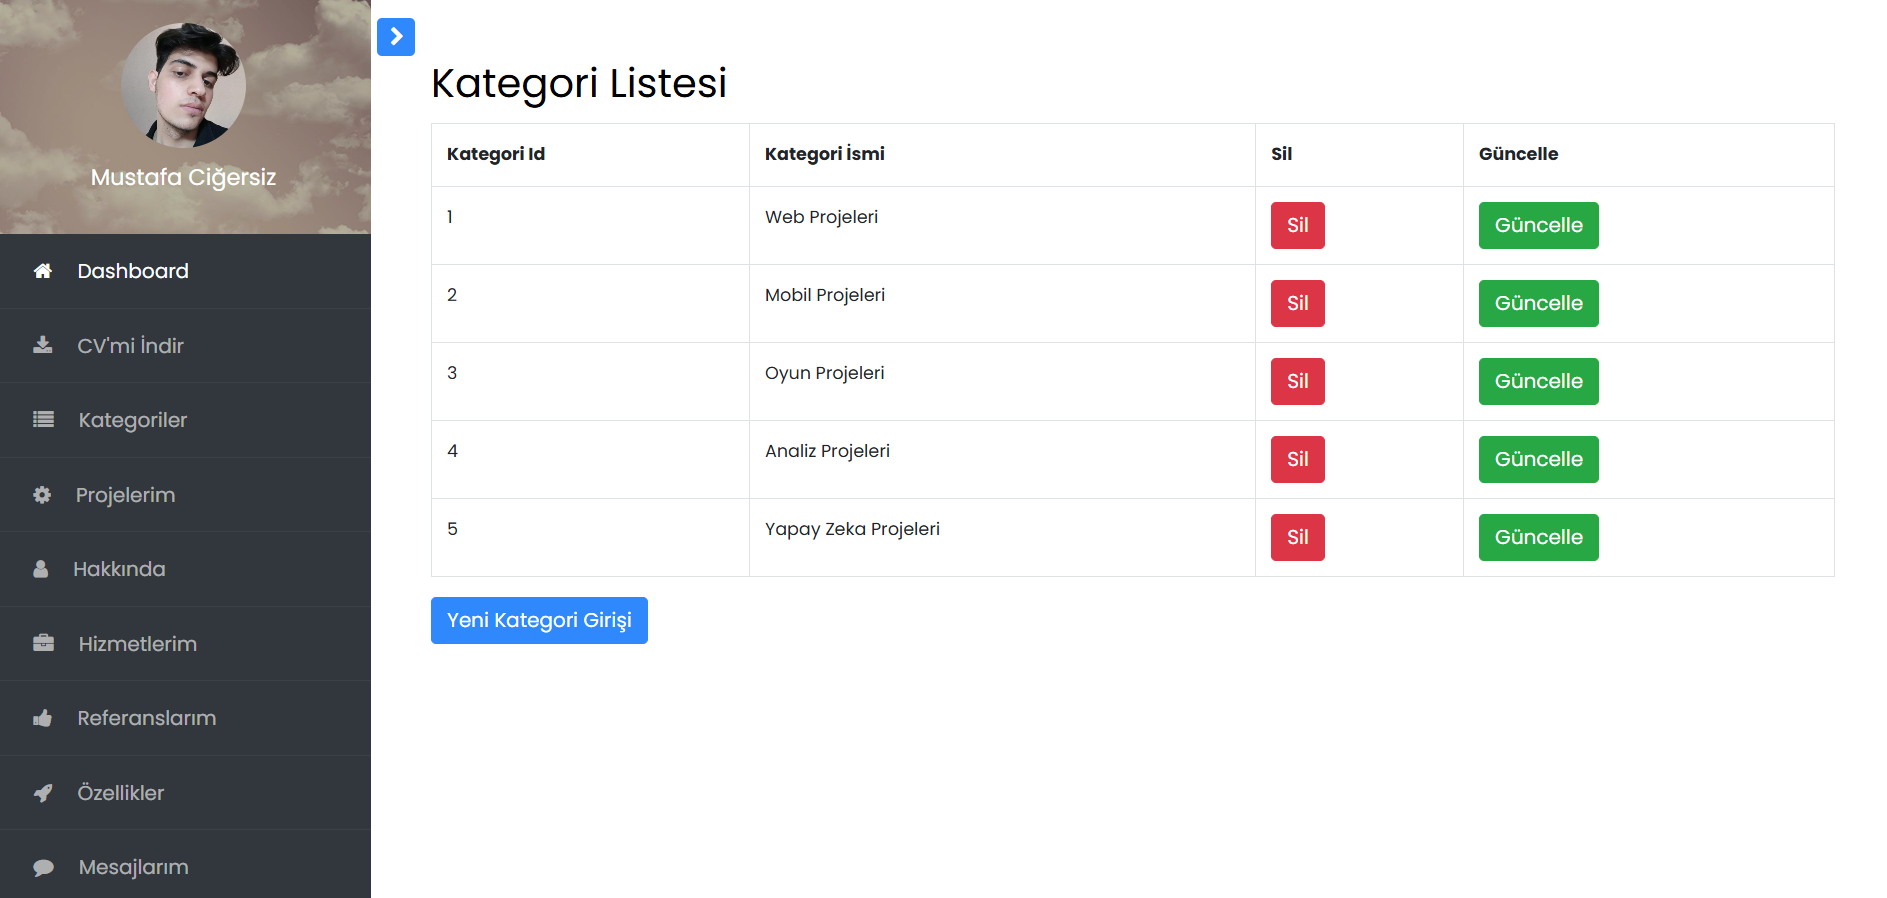 Mustafa Ciğersiz
Dashboard
CV'mi İndir
Kategoriler
Projelerim
Hakkında
Hizmetlerim
Referanslarım
Özellikler
Mesajlarım
Kategori Listesi
Kategori Id Kategori İsmi Sil Güncelle
1 Web Projeleri Sil Güncelle
2 Mobil Projeleri Sil Güncelle
3 Oyun Projeleri Sil Güncelle
4 Analiz Projeleri Sil Güncelle
5 Yapay Zeka Projeleri Sil Güncelle
Yeni Kategori Girişi